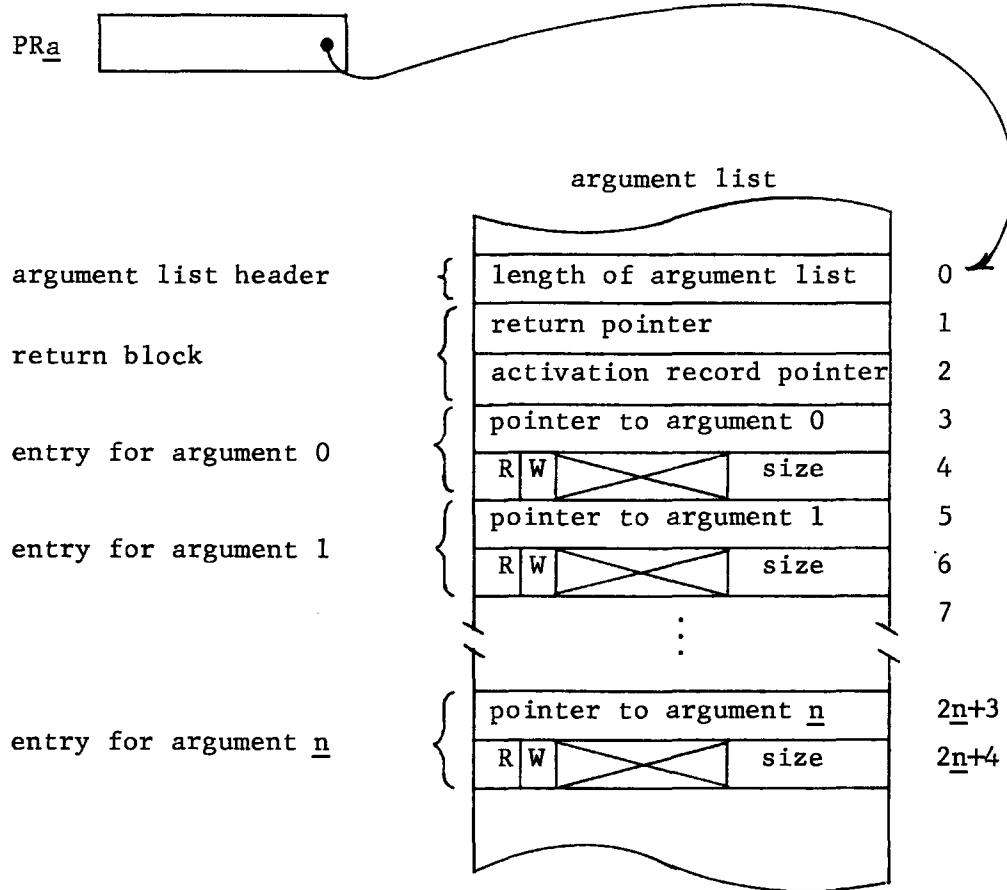 PRa
argument list
argument list header { length of argument list 0
return block { return pointer 1
activation record pointer 2
entry for argument 0 { pointer to argument 0 3
R W size 4
entry for argument 1 { pointer to argument 1 5
R W size 6
7
⋮
entry for argument n { pointer to argument n 2n+3
R W size 2n+4